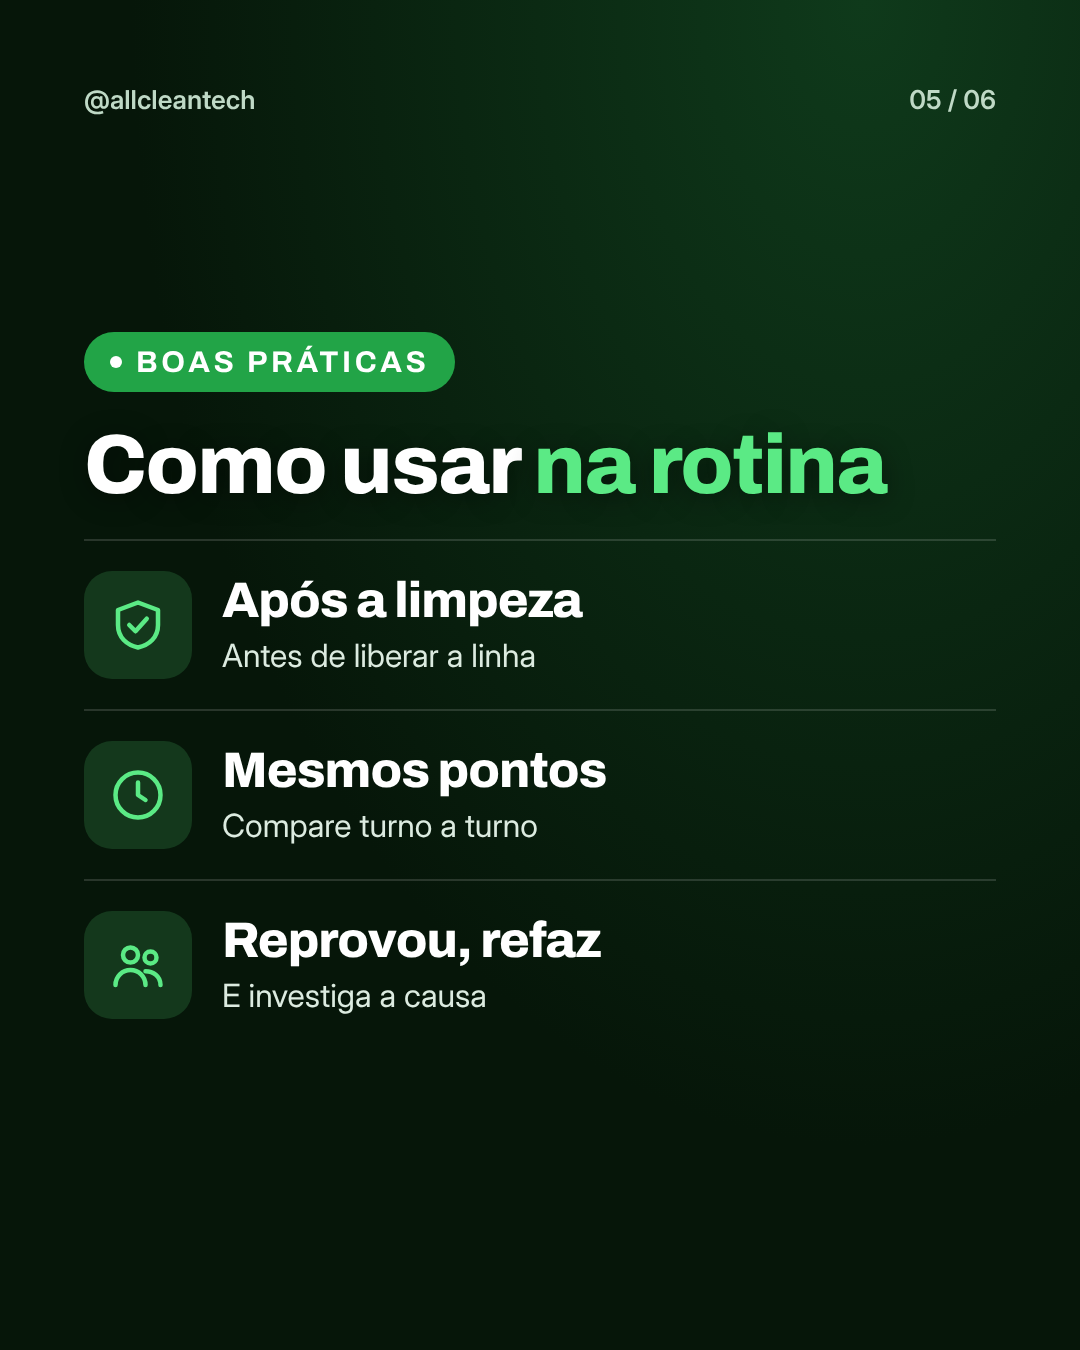 @allcleantech
05 / 06
BOAS PRÁTICAS
Como usar na rotina
Após a limpeza
Antes de liberar a linha
Mesmos pontos
Compare turno a turno
Reprovou, refaz
E investiga a causa